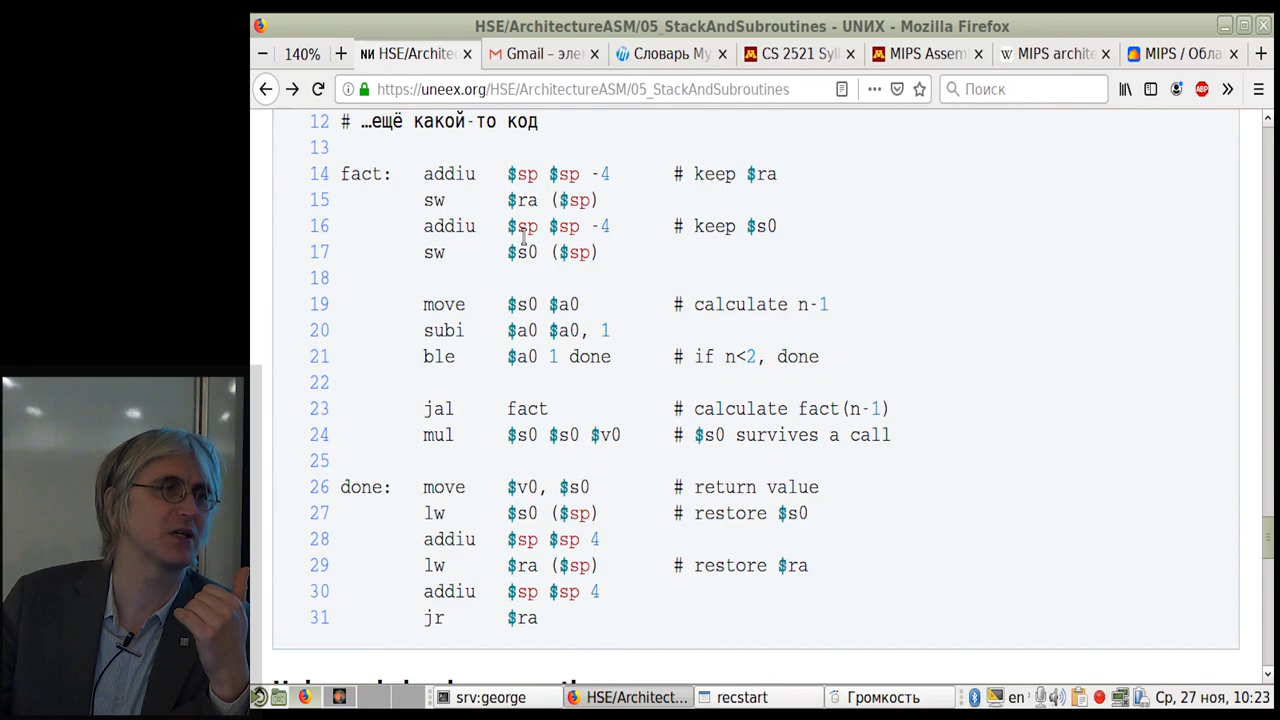 HSE/ArchitectureASM/05_StackAndSubroutines - UNИX - Mozilla Firefox
140%
ИИ HSE/Architec
Gmail – элек
Словарь Му
CS 2521 Syll
MIPS Assem
MIPS archite
MIPS / Обла
https://uneex.org/HSE/ArchitectureASM/05_StackAndSubroutines
Поиск
ABP
12 # …ещё какой-то код
13
14 fact: addiu $sp $sp -4 # keep $ra
15 sw $ra ($sp)
16 addiu $sp $sp -4 # keep $s0
17 sw $s0 ($sp)
18
19 move $s0 $a0 # calculate n-1
20 subi $a0 $a0, 1
21 ble $a0 1 done # if n<2, done
22
23 jal fact # calculate fact(n-1)
24 mul $s0 $s0 $v0 # $s0 survives a call
25
26 done: move $v0, $s0 # return value
27 lw $s0 ($sp) # restore $s0
28 addiu $sp $sp 4
29 lw $ra ($sp) # restore $ra
30 addiu $sp $sp 4
31 jr $ra
srv:george
HSE/Architect...
recstart
Громкость
en
Ср, 27 ноя, 10:23